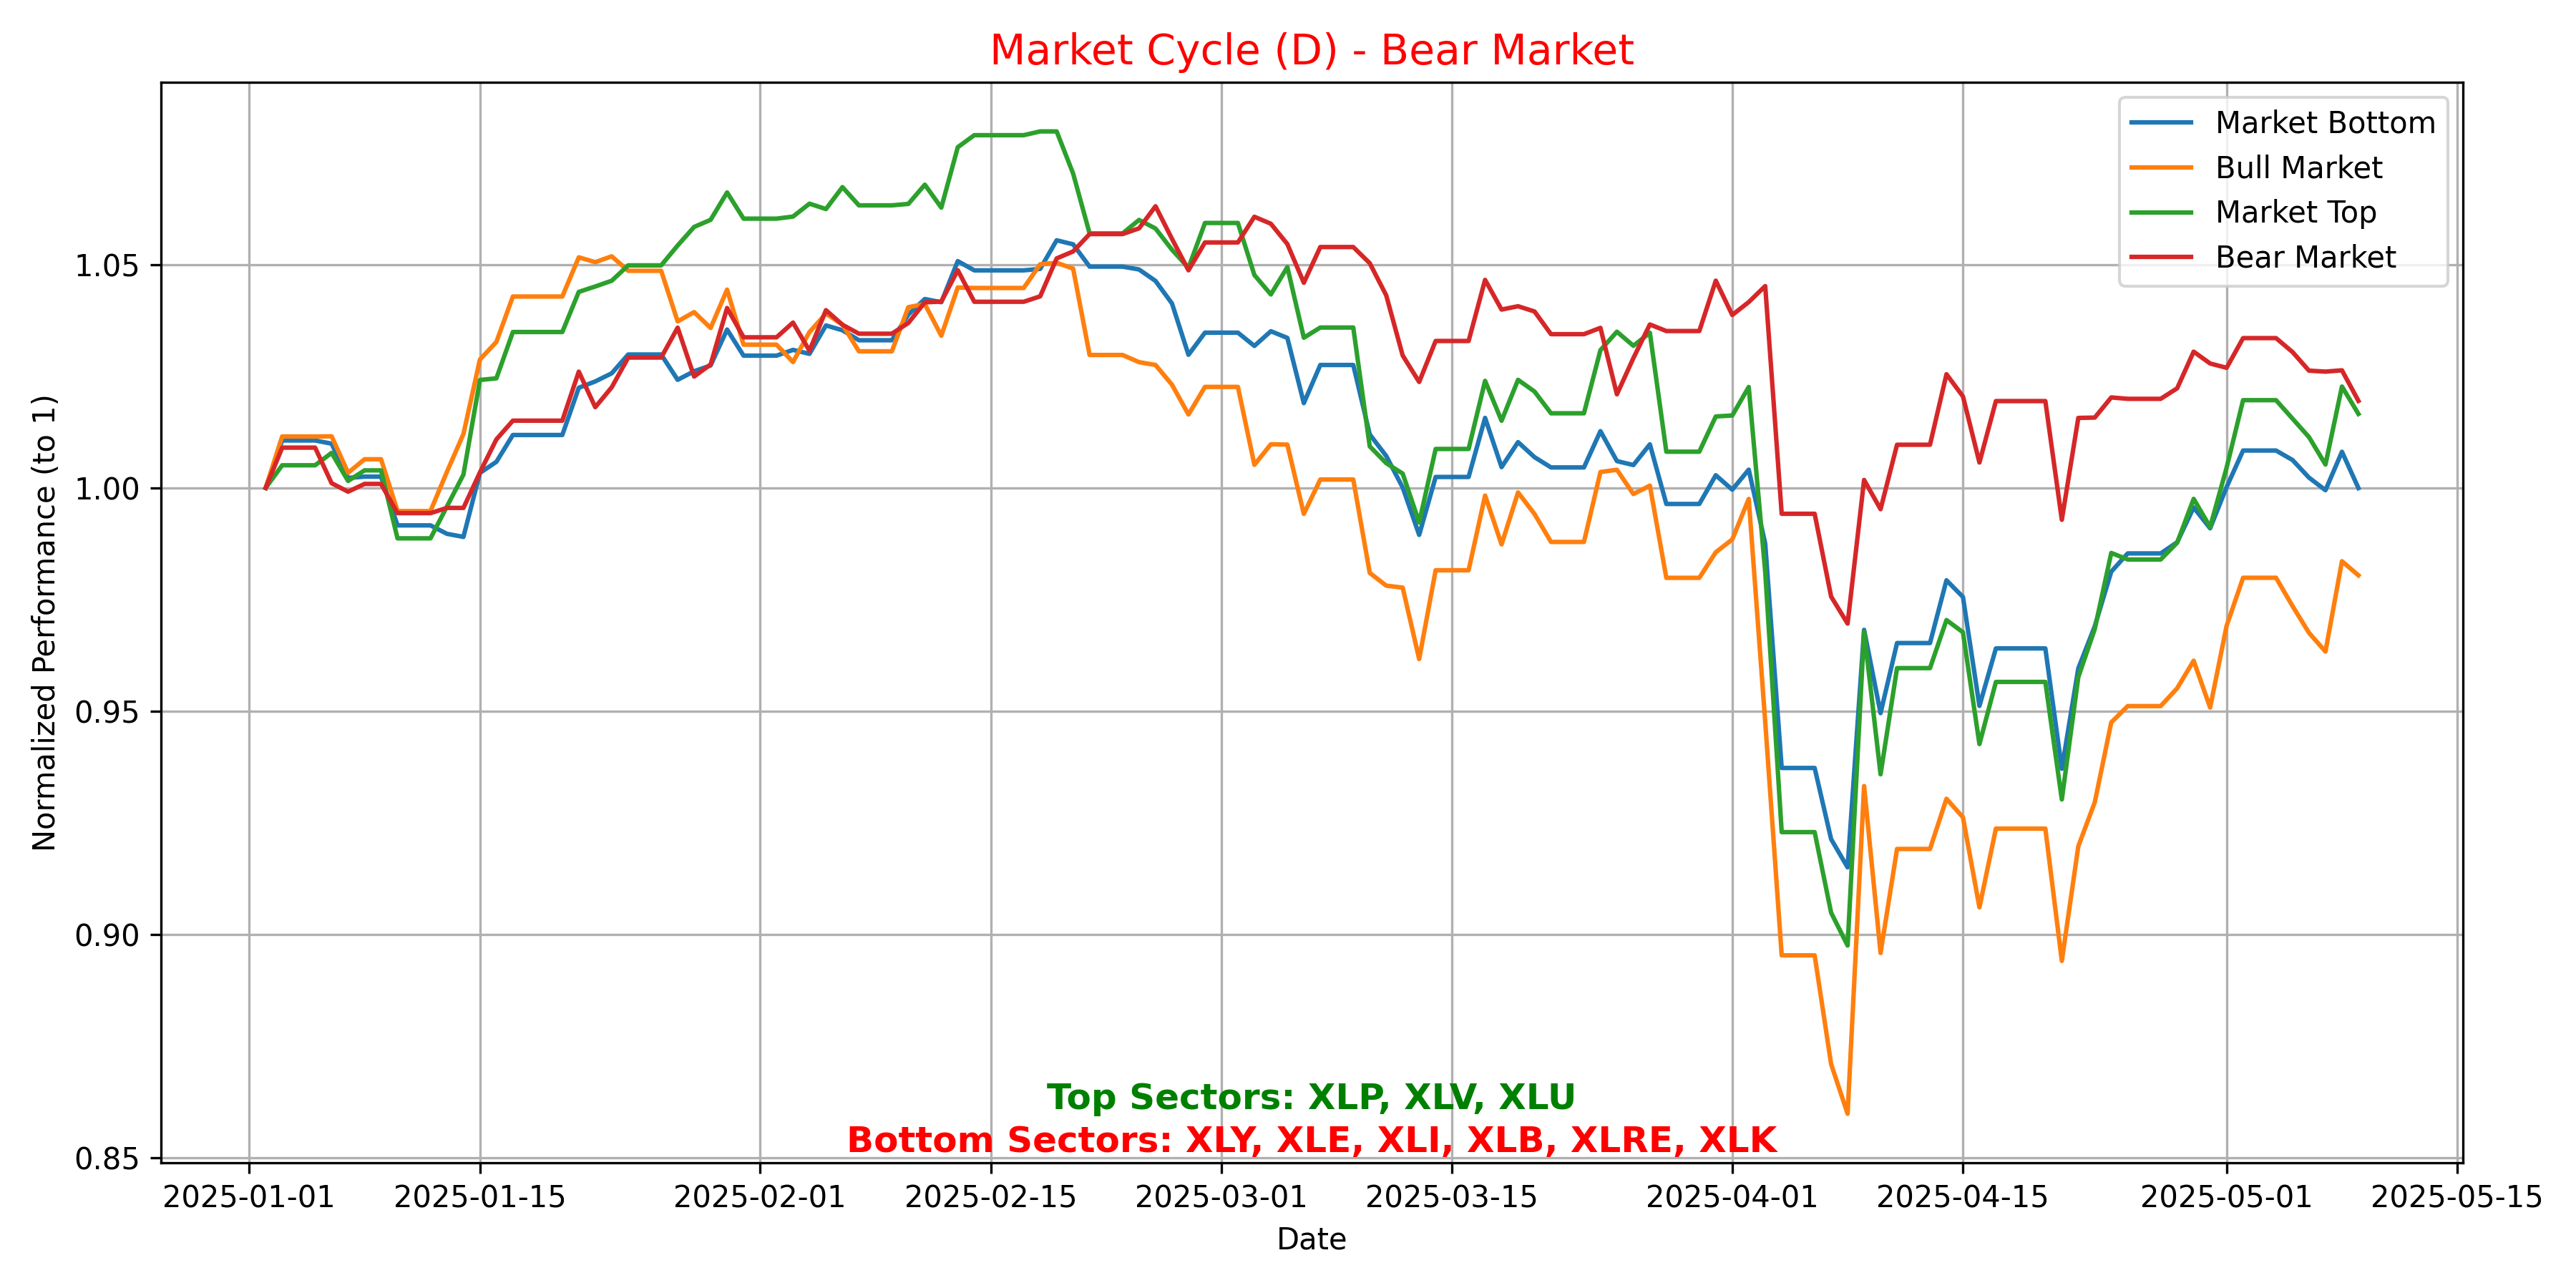 Market Cycle (D) - Bear Market
Market Bottom
Bull Market
Market Top
Bear Market
Normalized Performance (to 1)
1.05
1.00
0.95
0.90
0.85
Top Sectors: XLP, XLV, XLU
Bottom Sectors: XLY, XLE, XLI, XLB, XLRE, XLK
2025-01-01 2025-01-15 2025-02-01 2025-02-15 2025-03-01 2025-03-15 2025-04-01 2025-04-15 2025-05-01 2025-05-15
Date